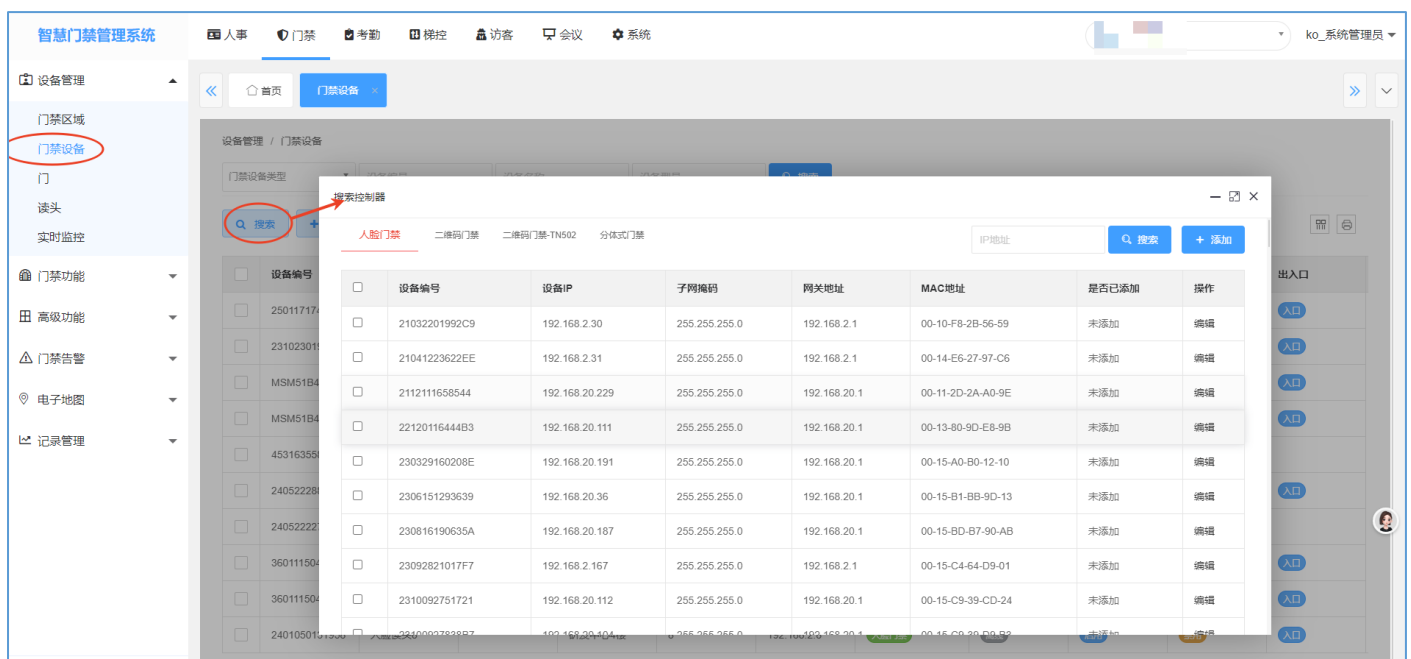 智慧门禁管理系统
人事 门禁 考勤 梯控 访客 会议 系统
ko_系统管理员
设备管理
门禁区域
门禁设备
门
读头
实时监控
门禁功能
高级功能
门禁告警
电子地图
记录管理
首页 门禁设备 ×
设备管理 / 门禁设备
门禁设备类型
搜索 +
搜索控制器
人脸门禁 二维码门禁 二维码门禁-TN502 分体式门禁
IP地址 搜索 + 添加
设备编号 设备IP 子网掩码 网关地址 MAC地址 是否已添加 操作
21032201992C9 192.168.2.30 255.255.255.0 192.168.2.1 00-10-F8-2B-56-59 未添加 编辑
21041223622EE 192.168.2.31 255.255.255.0 192.168.2.1 00-14-E6-27-97-C6 未添加 编辑
2112111658544 192.168.20.229 255.255.255.0 192.168.20.1 00-11-2D-2A-A0-9E 未添加 编辑
22120116444B3 192.168.20.111 255.255.255.0 192.168.20.1 00-13-80-9D-E8-9B 未添加 编辑
230329160208E 192.168.20.191 255.255.255.0 192.168.20.1 00-15-A0-B0-12-10 未添加 编辑
2306151293639 192.168.20.36 255.255.255.0 192.168.20.1 00-15-B1-BB-9D-13 未添加 编辑
230816190635A 192.168.20.187 255.255.255.0 192.168.20.1 00-15-BD-B7-90-AB 未添加 编辑
23092821017F7 192.168.2.167 255.255.255.0 192.168.2.1 00-15-C4-64-D9-01 未添加 编辑
2310092751721 192.168.20.112 255.255.255.0 192.168.20.1 00-15-C9-39-CD-24 未添加 编辑
设备编号 出入口
25011717 入口
2310230 入口
MSM51B4 入口
MSM51B4 入口
4531635
24052228 入口
24052222
36011150 入口
36011150 入口
入口